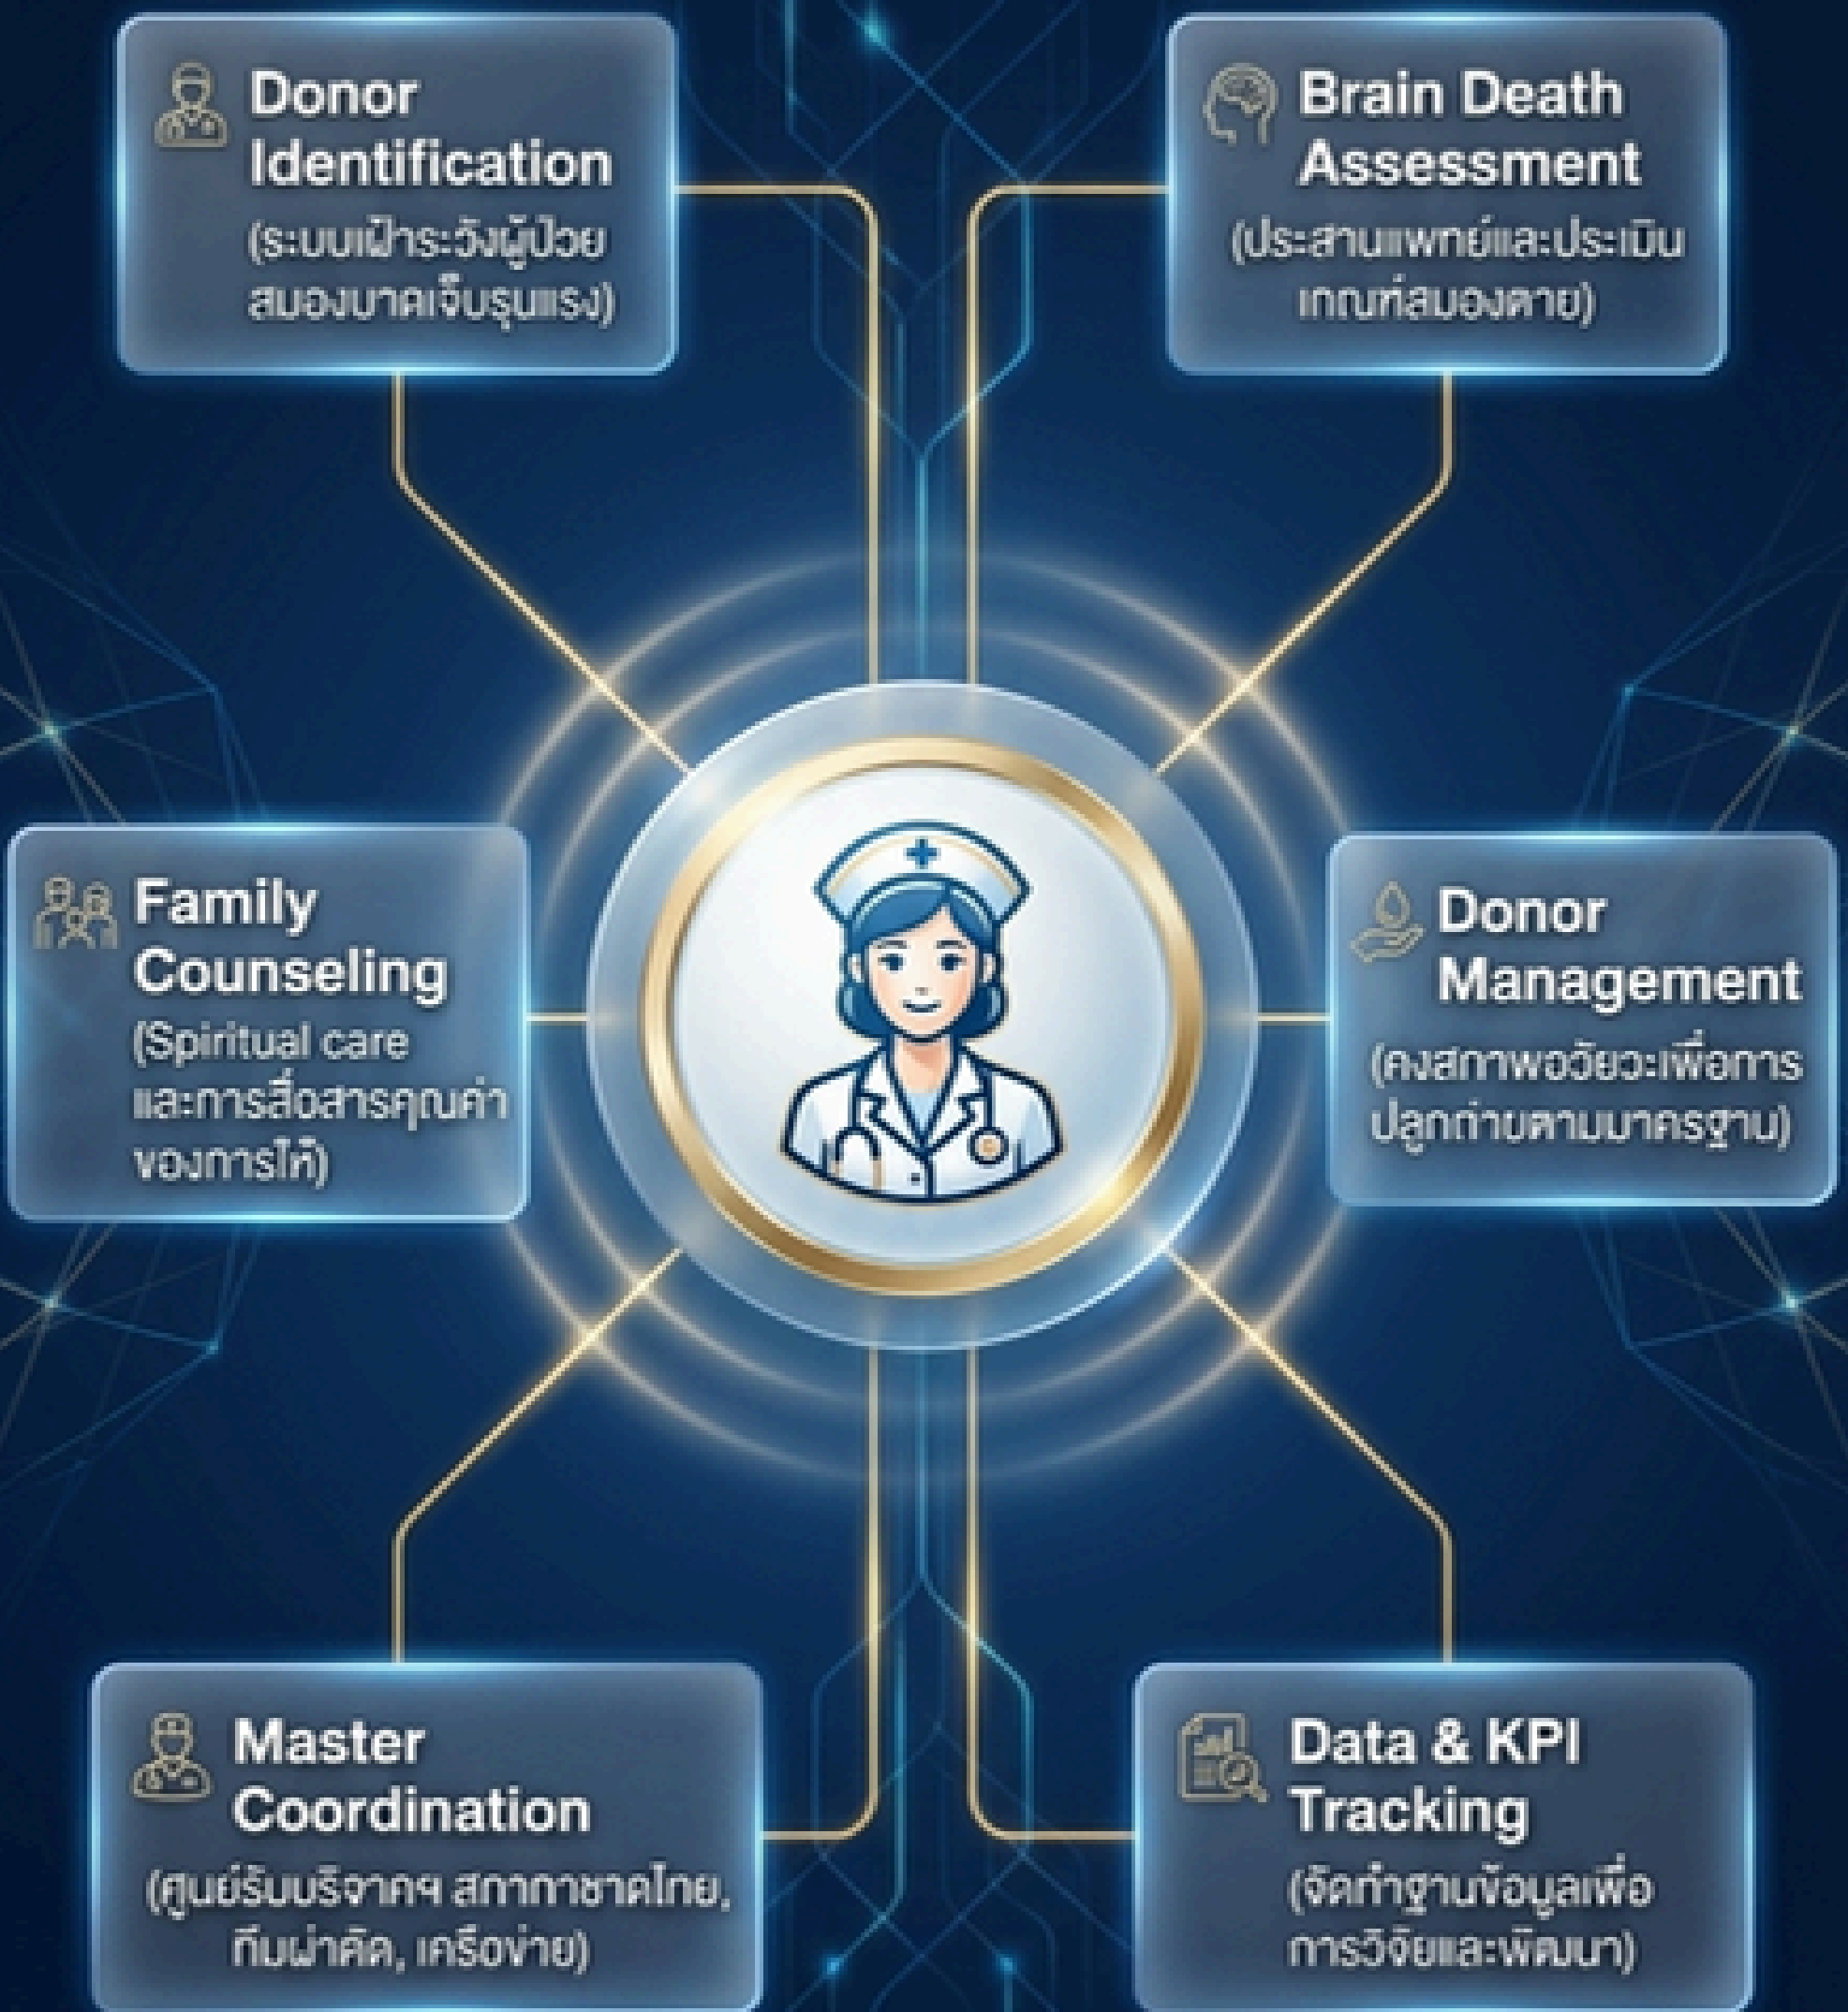 Donor
Identification
(ระบบเฝ้าระวังผู้ป่วย
สมองบาดเจ็บรุนแรง)
Brain Death
Assessment
(ประสานแพทย์และประเมิน
เกณฑ์สมองตาย)
Family
Counseling
(Spiritual care
และการสื่อสารคุณค่า
ของการให้)
Donor
Management
(คงสภาพอวัยวะเพื่อการ
ปลูกถ่ายตามมาตรฐาน)
Master
Coordination
(ศูนย์รับบริจาคฯ สภากาชาดไทย,
ทีมผ่าตัด, เครือข่าย)
Data & KPI
Tracking
(จัดทำฐานข้อมูลเพื่อ
การวิจัยและพัฒนา)